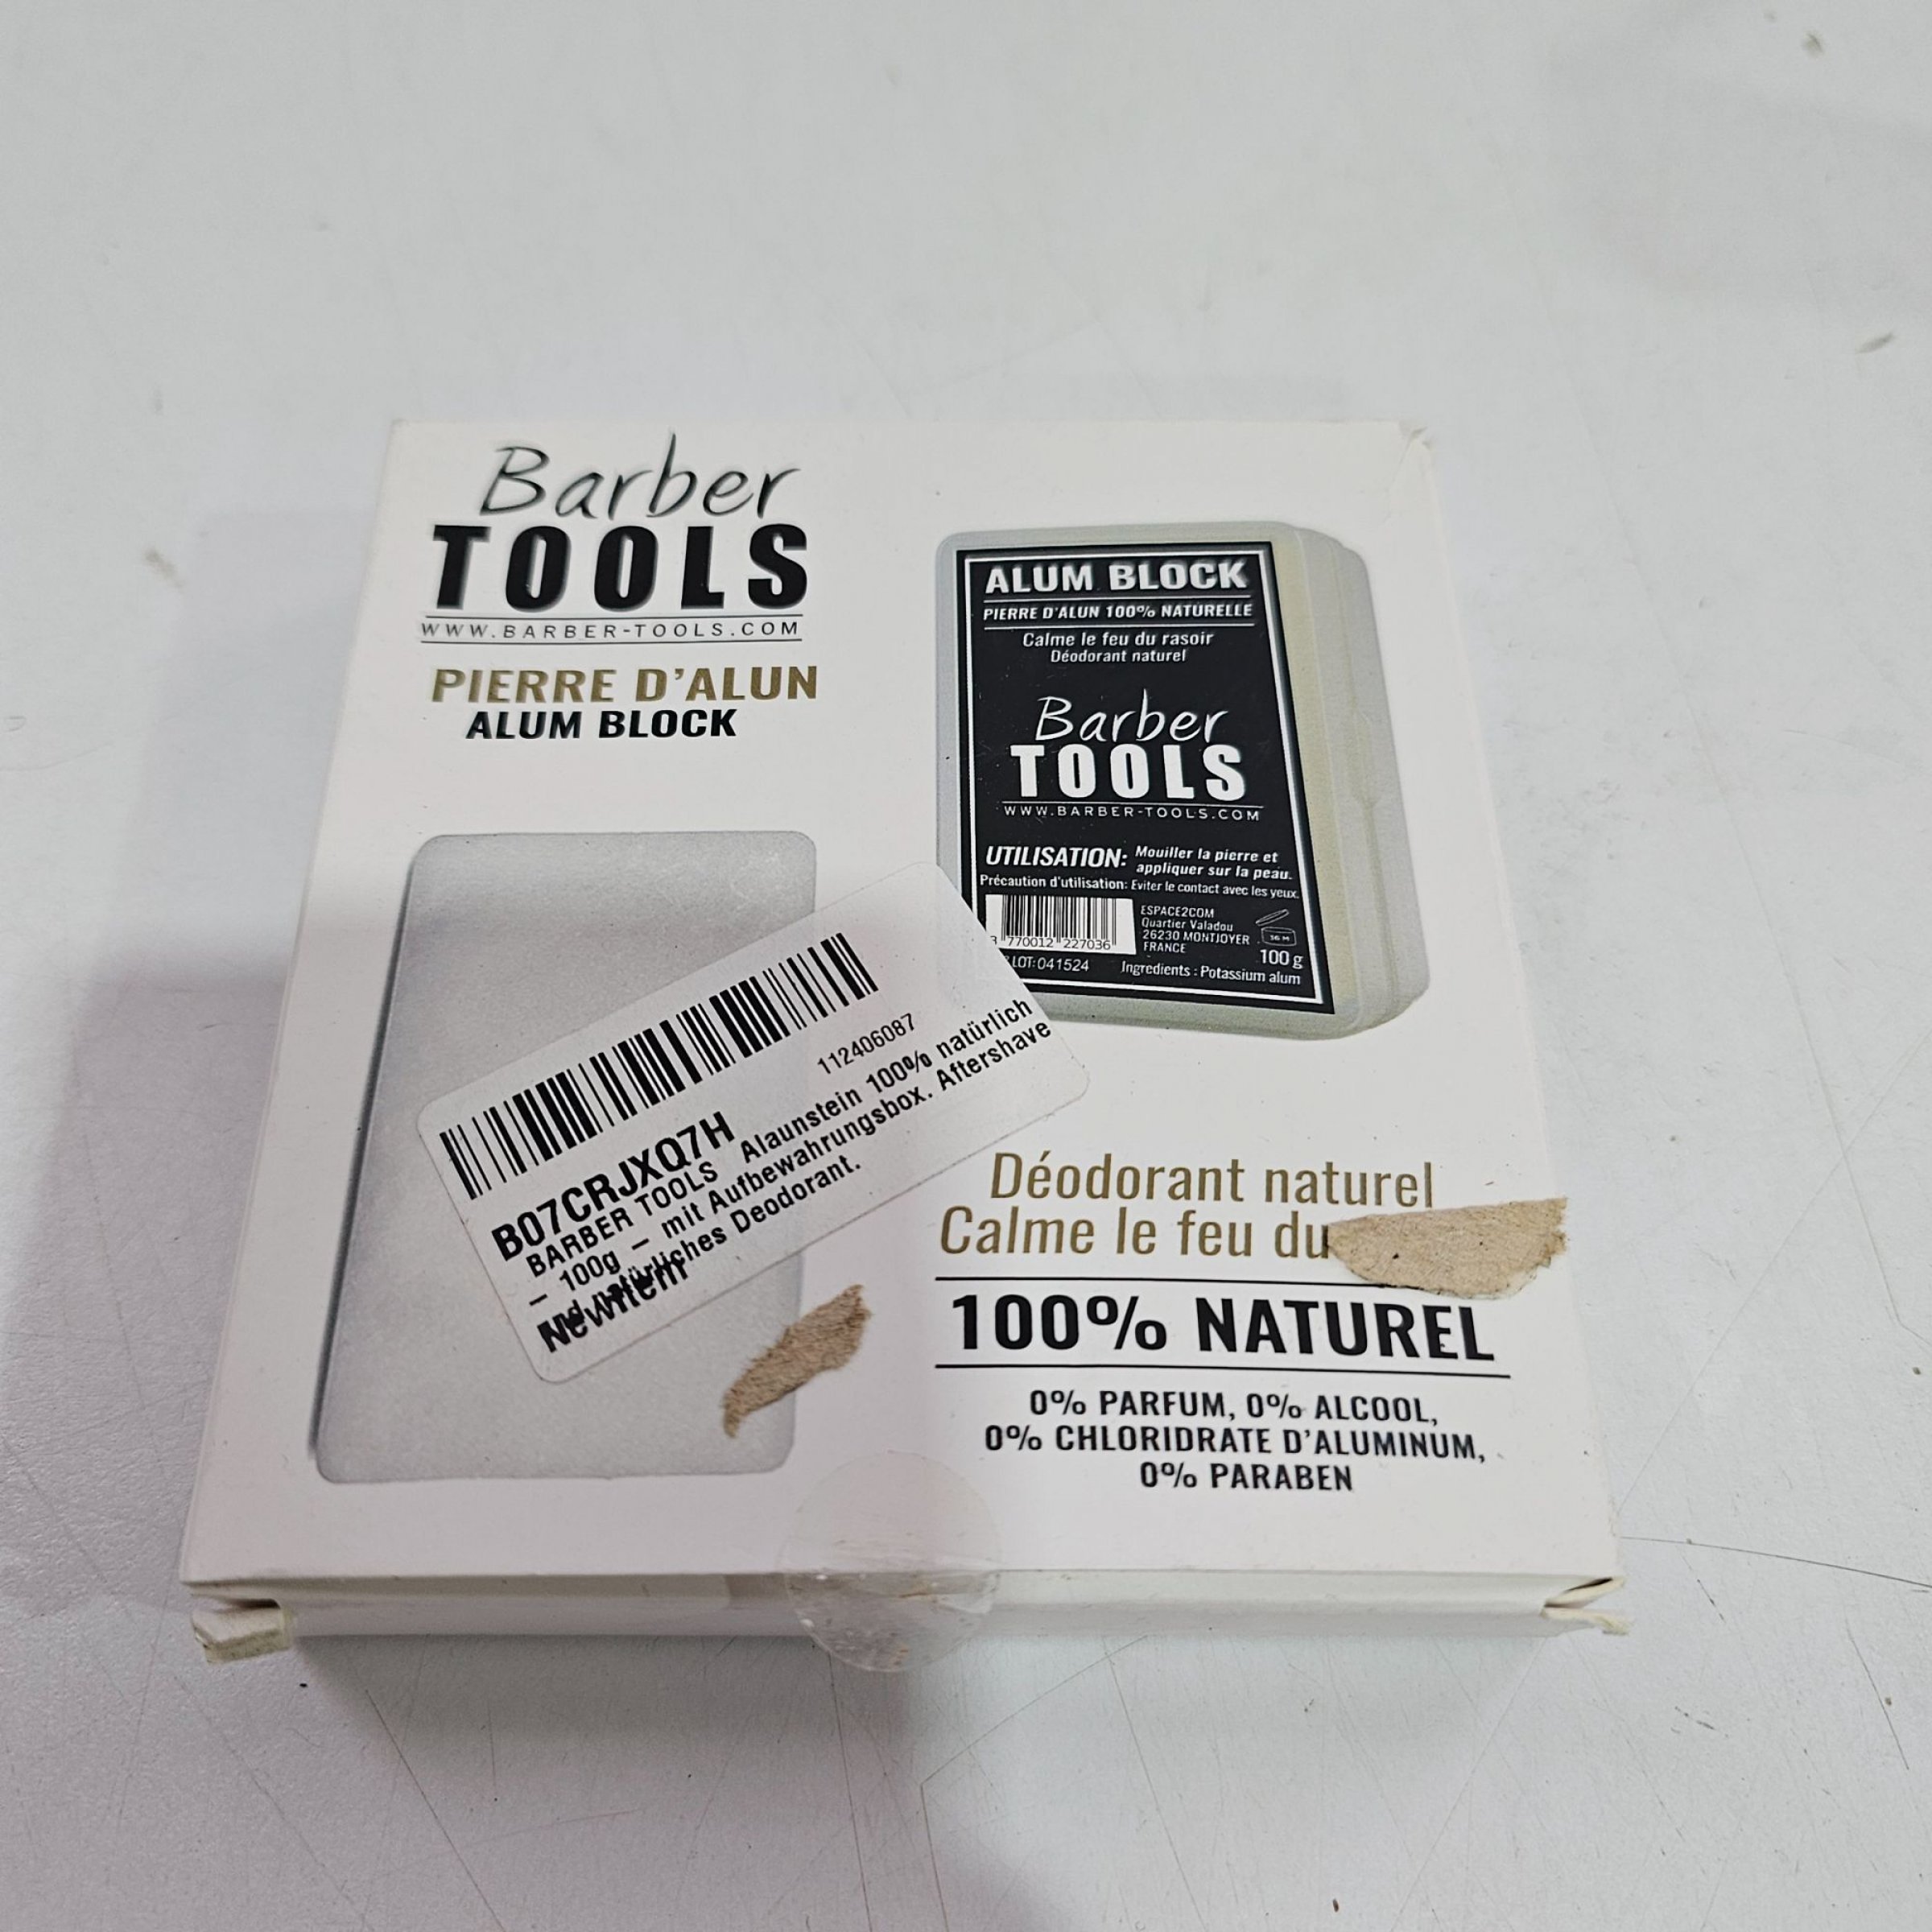 Barber
TOOLS
WWW.BARBER-TOOLS.COM
PIERRE D'ALUN
ALUM BLOCK
ALUM BLOCK
PIERRE D'ALUN 100% NATURELLE
Calme le feu du rasoir
Déodorant naturel
Barber
TOOLS
WWW.BARBER-TOOLS.COM
UTILISATION: Mouiller la pierre et
appliquer sur la peau.
Précaution d'utilisation: Eviter le contact avec les yeux.
ESPACE2COM
Quartier Valadou
26230 MONTJOYER
FRANCE
36 M
3 770012 227036
100 g
LOT: 041524
Ingredients : Potassium alum
112406087
B07CRJXQ7H
BARBER TOOLS Alaunstein 100% natürlich
– 100g – mit Aufbewahrungsbox. Aftershave
und natürliches Deodorant.
NewItem
Déodorant naturel
Calme le feu du
100% NATUREL
0% PARFUM, 0% ALCOOL,
0% CHLORIDRATE D'ALUMINUM,
0% PARABEN